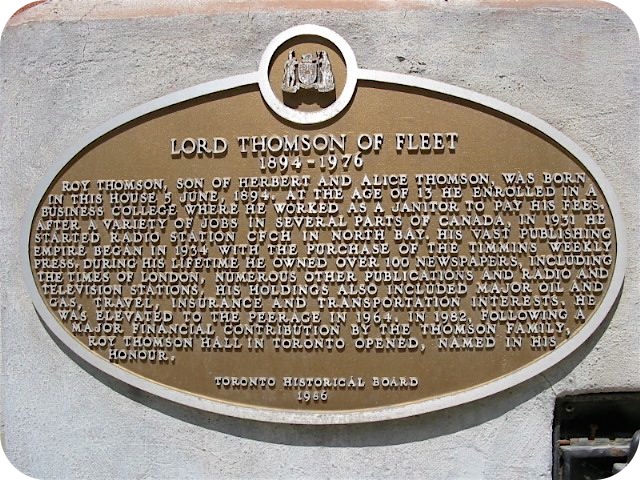 LORD THOMSON OF FLEET
1894-1976
ROY THOMSON, SON OF HERBERT AND ALICE THOMSON, WAS BORN
IN THIS HOUSE 5 JUNE, 1894. AT THE AGE OF 13 HE ENROLLED IN A
BUSINESS COLLEGE WHERE HE WORKED AS A JANITOR TO PAY HIS FEES.
AFTER A VARIETY OF JOBS IN SEVERAL PARTS OF CANADA, IN 1931 HE
STARTED RADIO STATION CFCH IN NORTH BAY. HIS VAST PUBLISHING
EMPIRE BEGAN IN 1934 WITH THE PURCHASE OF THE TIMMINS WEEKLY
PRESS. DURING HIS LIFETIME HE OWNED OVER 100 NEWSPAPERS, INCLUDING
THE TIMES OF LONDON, NUMEROUS OTHER PUBLICATIONS AND RADIO AND
TELEVISION STATIONS. HIS HOLDINGS ALSO INCLUDED MAJOR OIL AND
GAS, TRAVEL, INSURANCE AND TRANSPORTATION INTERESTS. HE
WAS ELEVATED TO THE PEERAGE IN 1964. IN 1982, FOLLOWING A
MAJOR FINANCIAL CONTRIBUTION BY THE THOMSON FAMILY,
ROY THOMSON HALL IN TORONTO OPENED, NAMED IN HIS
HONOUR.
TORONTO HISTORICAL BOARD
1986